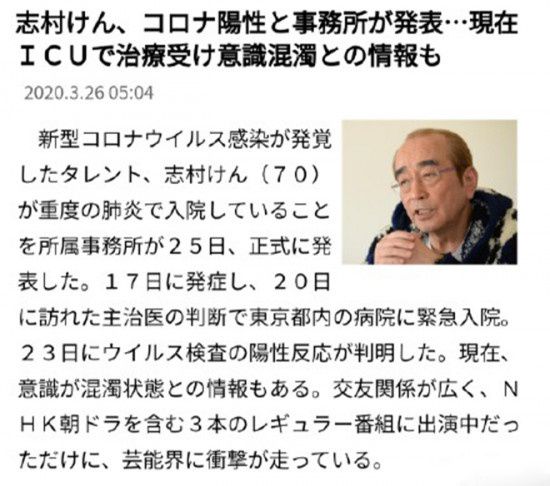 志村けん、コロナ陽性と事務所が発表…現在
ＩＣＵで治療受け意識混濁との情報も
2020.3.26 05:04
新型コロナウイルス感染が発覚
したタレント、志村けん（７０）
が重度の肺炎で入院していること
を所属事務所が２５日、正式に発
表した。１７日に発症し、２０日
に訪れた主治医の判断で東京都内の病院に緊急入院。
２３日にウイルス検査の陽性反応が判明した。現在、
意識が混濁状態との情報もある。交友関係が広く、Ｎ
ＨＫ朝ドラを含む３本のレギュラー番組に出演中だっ
ただけに、芸能界に衝撃が走っている。